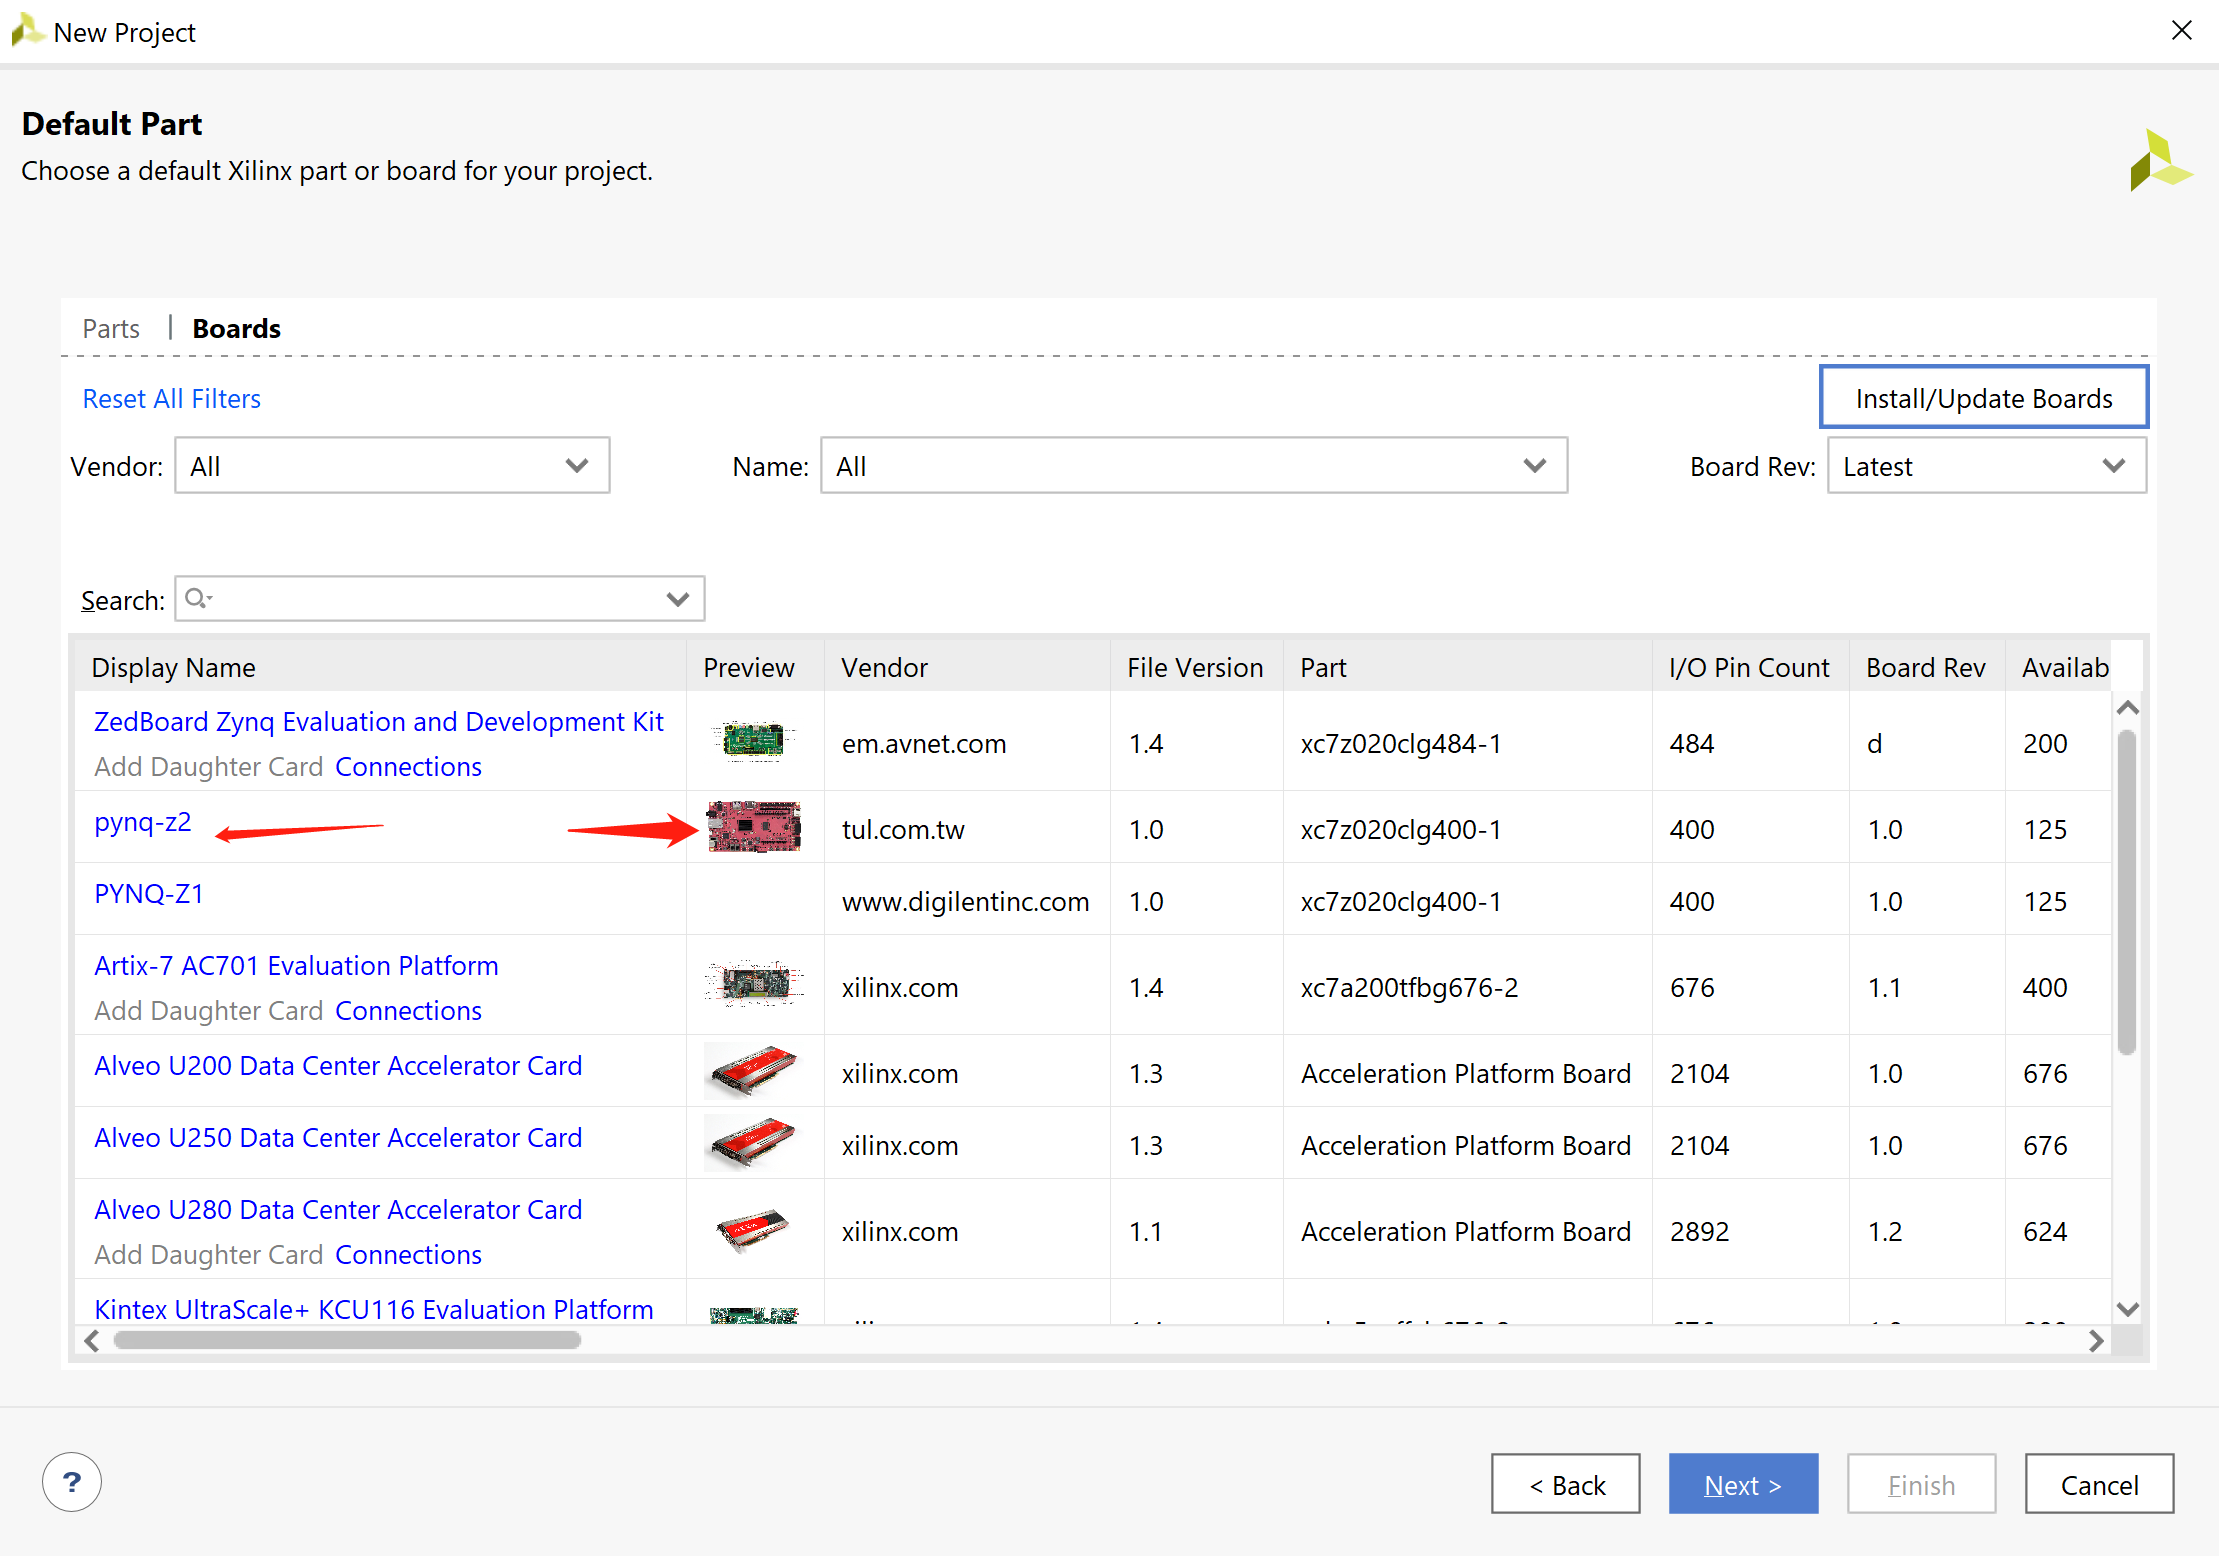 New Project
Default Part
Choose a default Xilinx part or board for your project.
Parts | Boards
Reset All Filters
Install/Update Boards
Vendor: All Name: All Board Rev: Latest
Search:
Display Name Preview Vendor File Version Part I/O Pin Count Board Rev Availab
ZedBoard Zynq Evaluation and Development Kit
Add Daughter Card Connections
em.avnet.com 1.4 xc7z020clg484-1 484 d 200
pynq-z2 tul.com.tw 1.0 xc7z020clg400-1 400 1.0 125
PYNQ-Z1 www.digilentinc.com 1.0 xc7z020clg400-1 400 1.0 125
Artix-7 AC701 Evaluation Platform
Add Daughter Card Connections
xilinx.com 1.4 xc7a200tfbg676-2 676 1.1 400
Alveo U200 Data Center Accelerator Card xilinx.com 1.3 Acceleration Platform Board 2104 1.0 676
Alveo U250 Data Center Accelerator Card xilinx.com 1.3 Acceleration Platform Board 2104 1.0 676
Alveo U280 Data Center Accelerator Card
Add Daughter Card Connections
xilinx.com 1.1 Acceleration Platform Board 2892 1.2 624
Kintex UltraScale+ KCU116 Evaluation Platform
? < Back Next > Finish Cancel